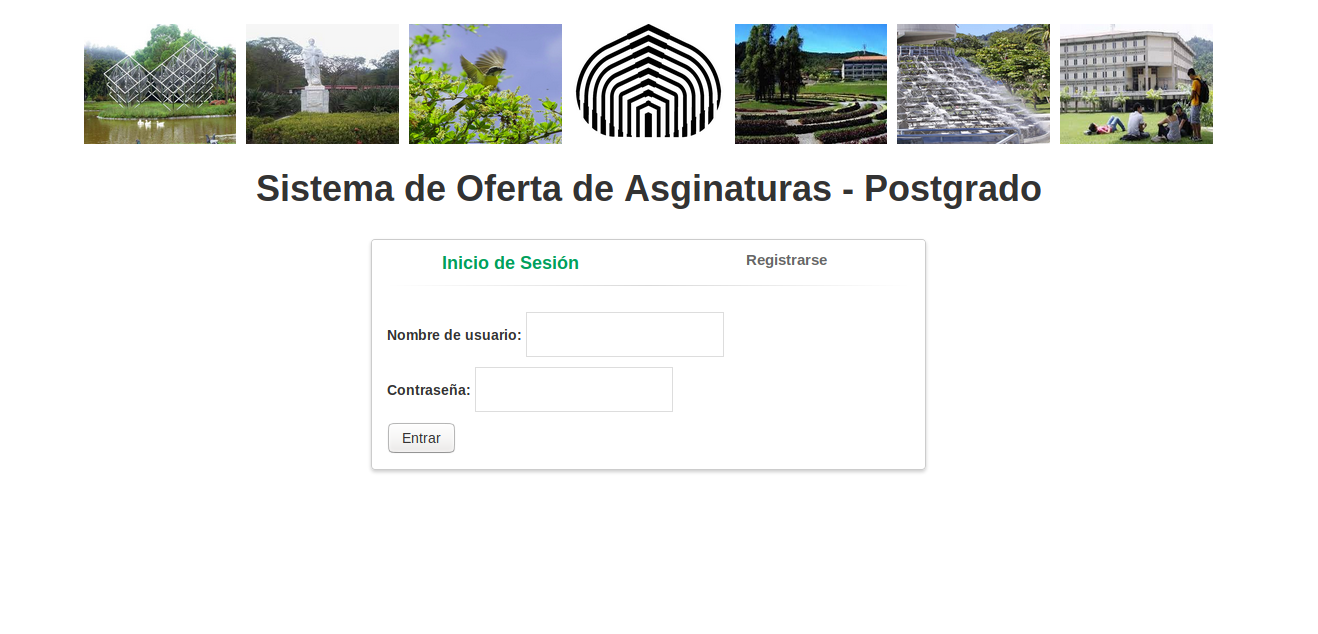 Sistema de Oferta de Asginaturas - Postgrado
Inicio de Sesión
Registrarse
Nombre de usuario:
Contraseña:
Entrar